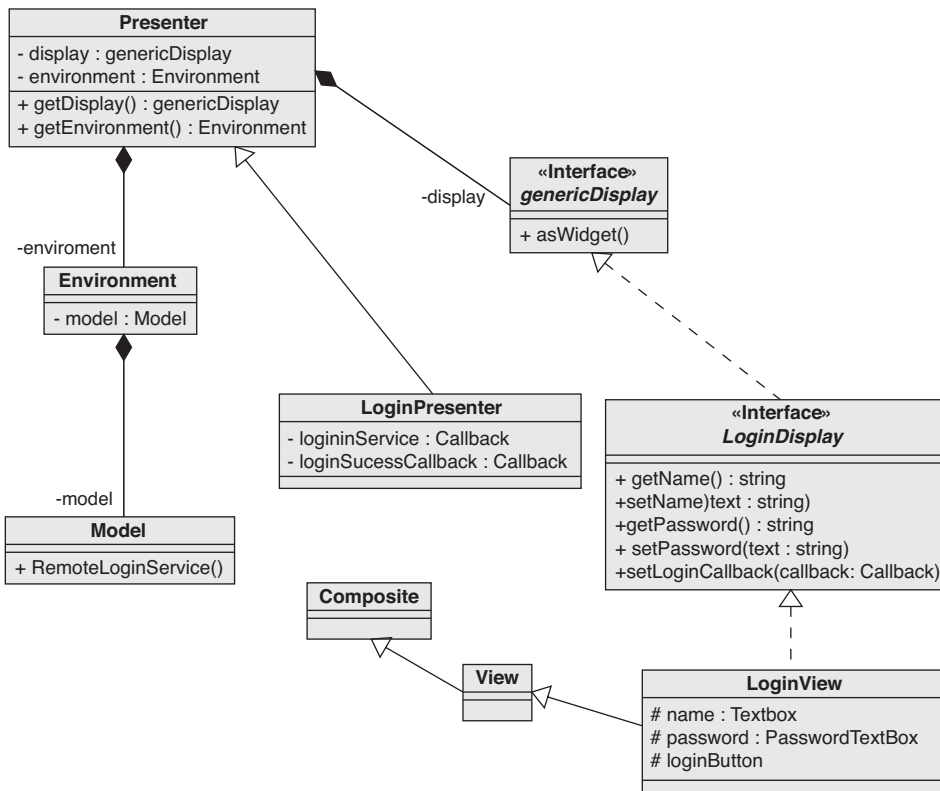 Presenter
- display : genericDisplay
- environment : Environment
+ getDisplay() : genericDisplay
+ getEnvironment() : Environment
«Interface»
genericDisplay
+ asWidget()
-display
-enviroment
Environment
- model : Model
LoginPresenter
- logininService : Callback
- loginSucessCallback : Callback
«Interface»
LoginDisplay
+ getName() : string
+setName)text : string)
+getPassword() : string
+ setPassword(text : string)
+setLoginCallback(callback: Callback)
-model
Model
+ RemoteLoginService()
Composite
View
LoginView
# name : Textbox
# password : PasswordTextBox
# loginButton